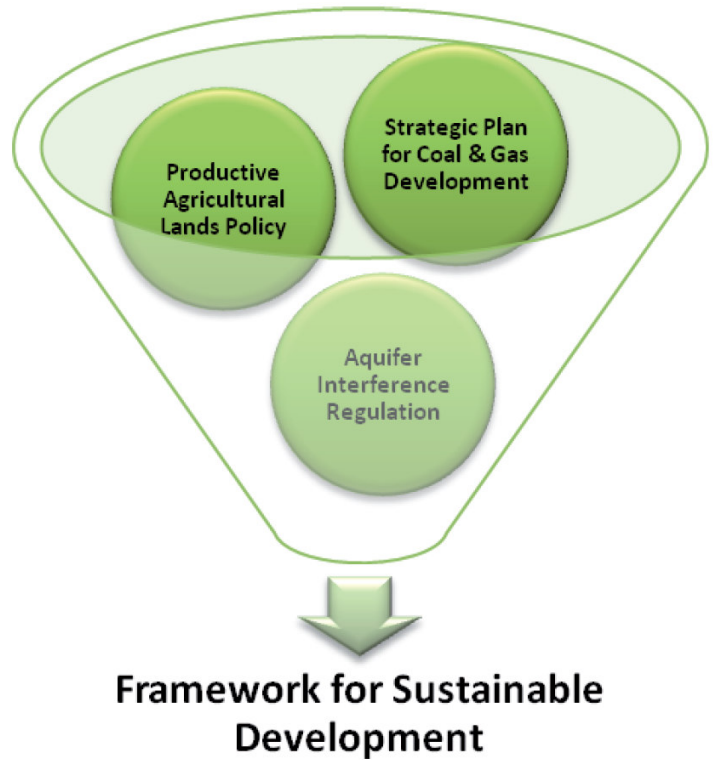 Productive
Agricultural
Lands Policy
Strategic Plan
for Coal & Gas
Development
Aquifer
Interference
Regulation
Framework for Sustainable
Development